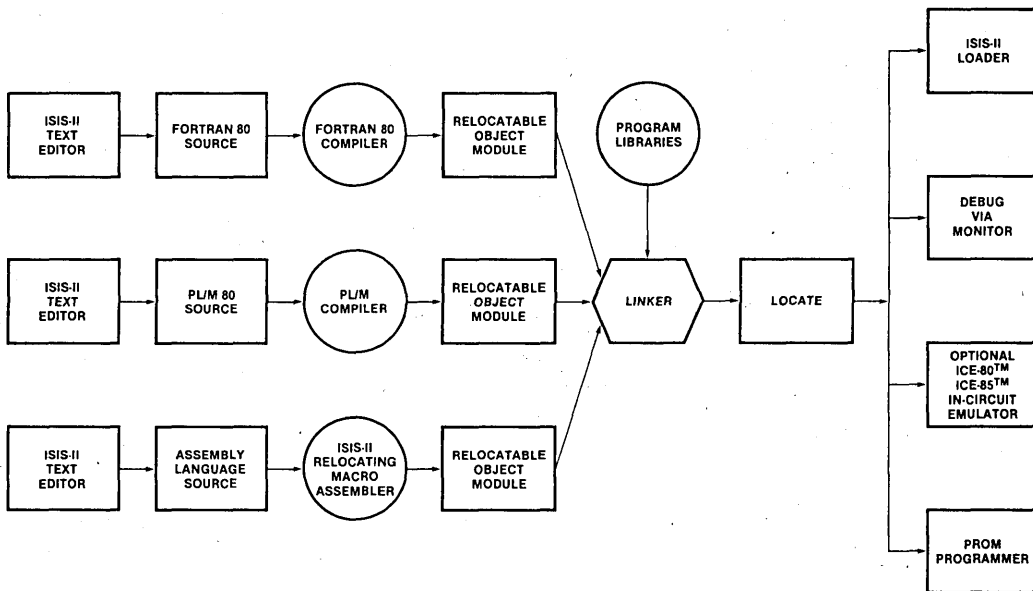 ISIS-II
TEXT
EDITOR
FORTRAN 80
SOURCE
FORTRAN 80
COMPILER
RELOCATABLE
OBJECT
MODULE
PROGRAM
LIBRARIES
ISIS-II
TEXT
EDITOR
PL/M 80
SOURCE
PL/M
COMPILER
RELOCATABLE
OBJECT
MODULE
LINKER
LOCATE
ISIS-II
TEXT
EDITOR
ASSEMBLY
LANGUAGE
SOURCE
ISIS-II
RELOCATING
MACRO
ASSEMBLER
RELOCATABLE
OBJECT
MODULE
ISIS-II
LOADER
DEBUG
VIA
MONITOR
OPTIONAL
ICE-80™
ICE-85™
IN-CIRCUIT
EMULATOR
PROM
PROGRAMMER